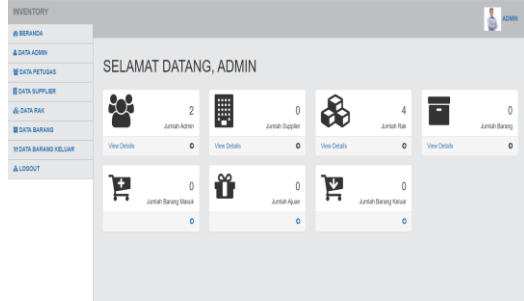 INVENTORY
ADMIN
BERANDA
DATA ADMIN
DATA PETUGAS
DATA SUPPLIER
DATA RAK
DATA BARANG
DATA BARANG KELUAR
LOGOUT
SELAMAT DATANG, ADMIN
2
Jumlah Admin
View Details
0
Jumlah Supplier
View Details
4
Jumlah Rak
View Details
0
Jumlah Barang
View Details
0
Jumlah Barang Masuk
0
Jumlah Ajuan
0
Jumlah Barang Keluar